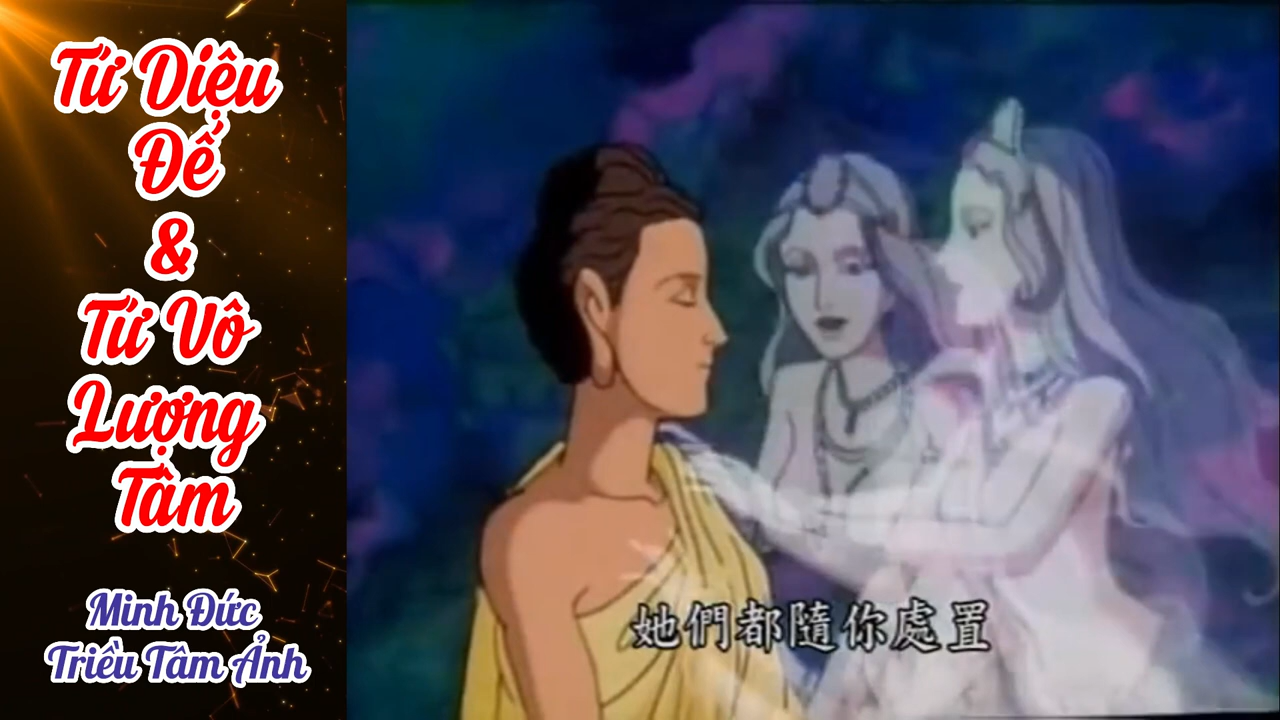 Tứ Diệu
Đế
&
Tứ Vô
Lượng
Tâm
Minh Đức
Triều Tâm Ảnh
她們都隨你處置